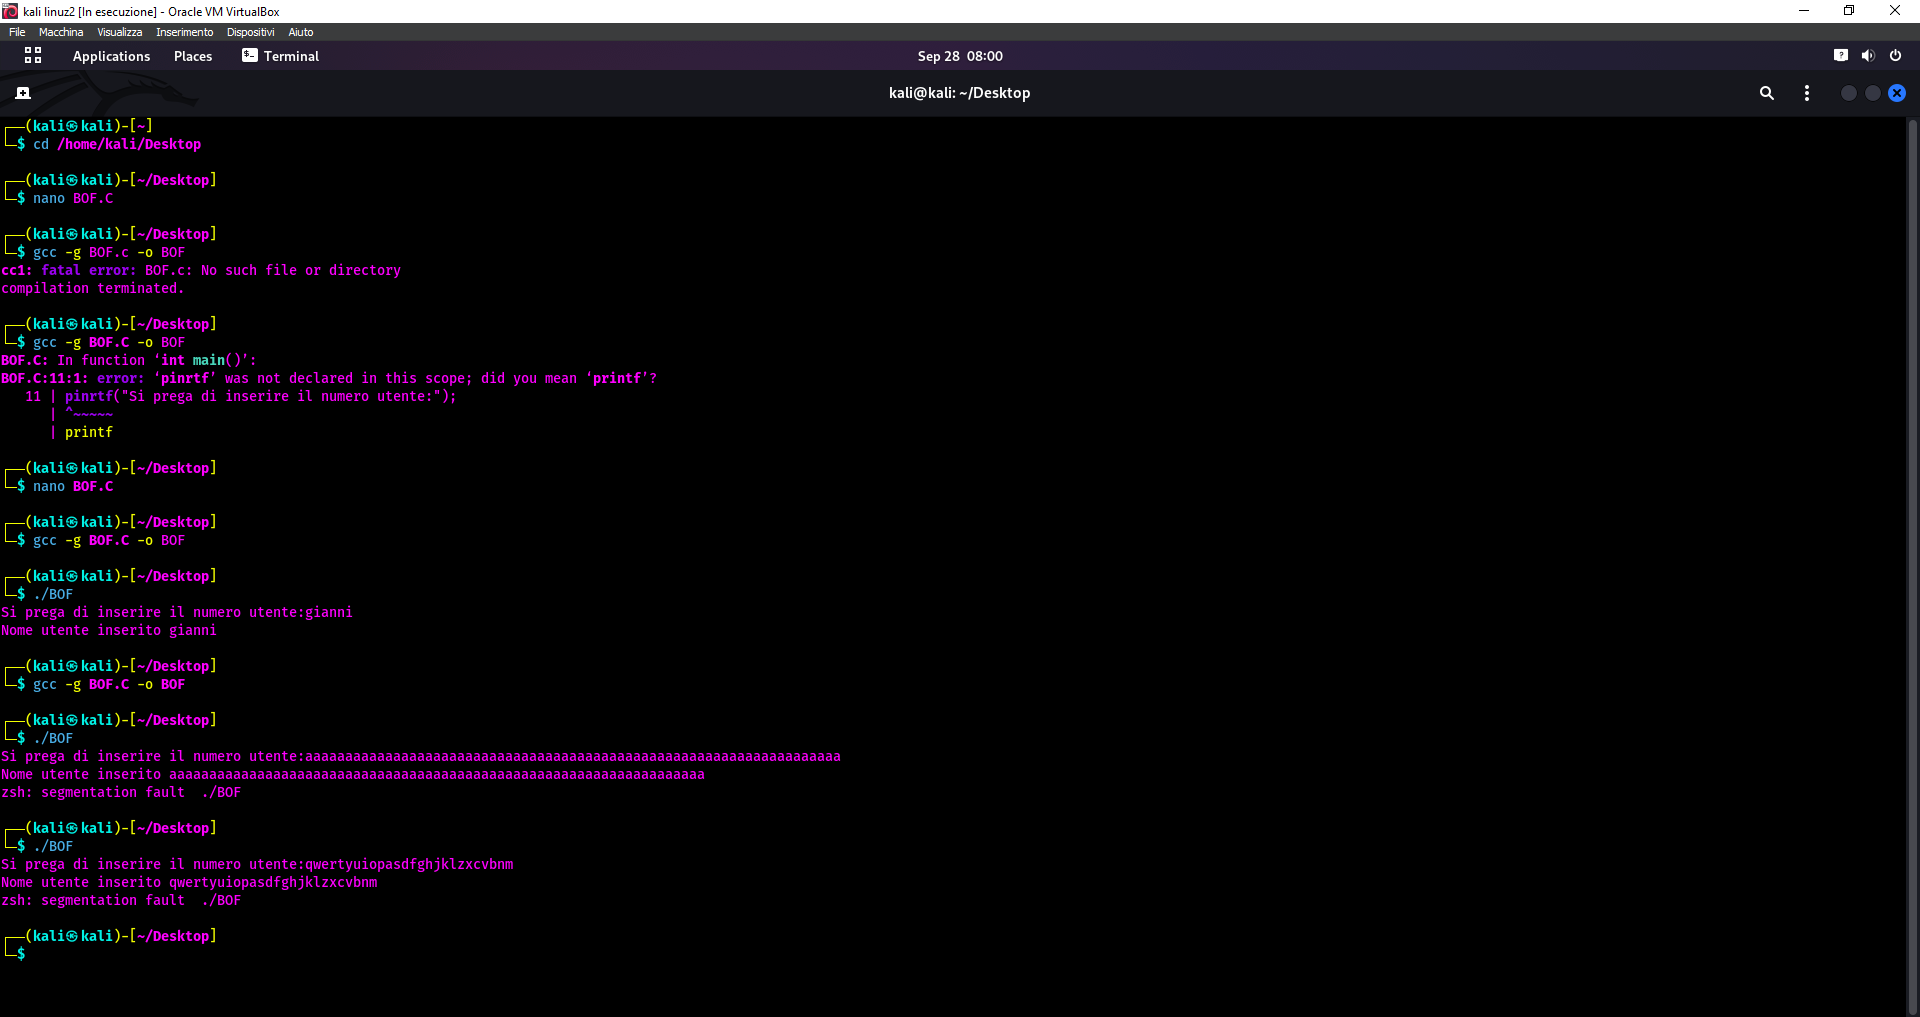 kali linuz2 [In esecuzione] - Oracle VM VirtualBox
File Macchina Visualizza Inserimento Dispositivi Aiuto
Applications Places Terminal Sep 28 08:00
kali@kali: ~/Desktop
┌──(kali㉿kali)-[~]
└─$ cd /home/kali/Desktop
┌──(kali㉿kali)-[~/Desktop]
└─$ nano BOF.C
┌──(kali㉿kali)-[~/Desktop]
└─$ gcc -g BOF.c -o BOF
cc1: fatal error: BOF.c: No such file or directory
compilation terminated.
┌──(kali㉿kali)-[~/Desktop]
└─$ gcc -g BOF.C -o BOF
BOF.C: In function ‘int main()’:
BOF.C:11:1: error: ‘pinrtf’ was not declared in this scope; did you mean ‘printf’?
11 | pinrtf("Si prega di inserire il numero utente:");
| ^~~~~~
| printf
┌──(kali㉿kali)-[~/Desktop]
└─$ nano BOF.C
┌──(kali㉿kali)-[~/Desktop]
└─$ gcc -g BOF.C -o BOF
┌──(kali㉿kali)-[~/Desktop]
└─$ ./BOF
Si prega di inserire il numero utente:gianni
Nome utente inserito gianni
┌──(kali㉿kali)-[~/Desktop]
└─$ gcc -g BOF.C -o BOF
┌──(kali㉿kali)-[~/Desktop]
└─$ ./BOF
Si prega di inserire il numero utente:aaaaaaaaaaaaaaaaaaaaaaaaaaaaaaaaaaaaaaaaaaaaaaaaaaaaaaaaaaaaaaaaaaa
Nome utente inserito aaaaaaaaaaaaaaaaaaaaaaaaaaaaaaaaaaaaaaaaaaaaaaaaaaaaaaaaaaaaaaaaaaa
zsh: segmentation fault  ./BOF
┌──(kali㉿kali)-[~/Desktop]
└─$ ./BOF
Si prega di inserire il numero utente:qwertyuiopasdfghjklzxcvbnm
Nome utente inserito qwertyuiopasdfghjklzxcvbnm
zsh: segmentation fault  ./BOF
┌──(kali㉿kali)-[~/Desktop]
└─$